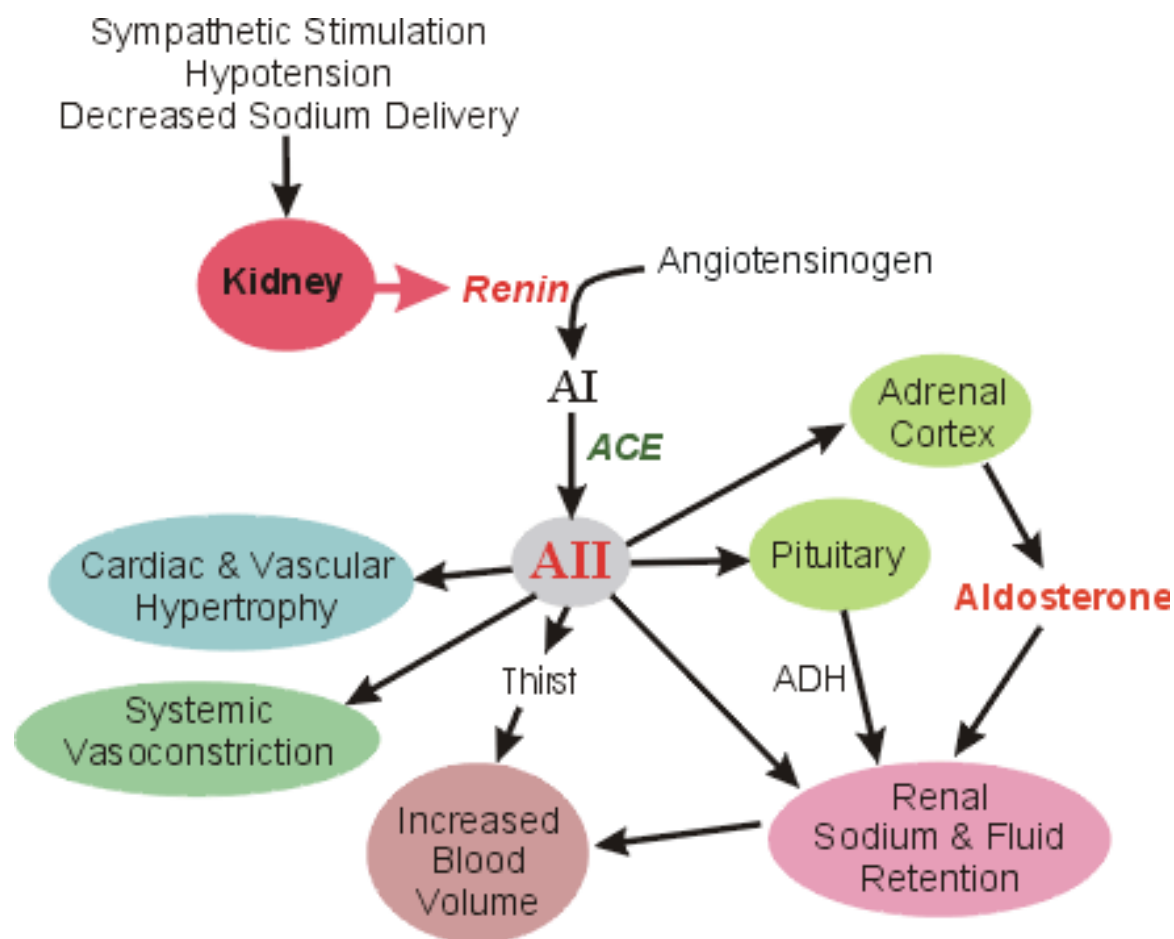 Sympathetic Stimulation
Hypotension
Decreased Sodium Delivery
Kidney
Renin
Angiotensinogen
AI
ACE
Adrenal
Cortex
AII
Pituitary
Cardiac & Vascular
Hypertrophy
Aldosterone
Thirst
ADH
Systemic
Vasoconstriction
Increased
Blood
Volume
Renal
Sodium & Fluid
Retention